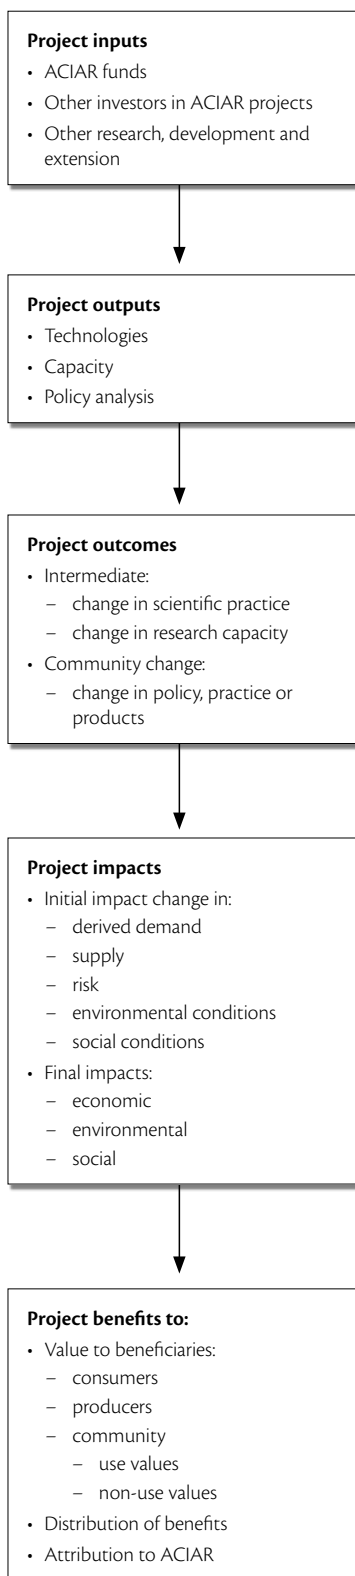 Project inputs
• ACIAR funds
• Other investors in ACIAR projects
• Other research, development and
extension
Project outputs
• Technologies
• Capacity
• Policy analysis
Project outcomes
• Intermediate:
– change in scientific practice
– change in research capacity
• Community change:
– change in policy, practice or
products
Project impacts
• Initial impact change in:
– derived demand
– supply
– risk
– environmental conditions
– social conditions
• Final impacts:
– economic
– environmental
– social
Project benefits to:
• Value to beneficiaries:
– consumers
– producers
– community
– use values
– non-use values
• Distribution of benefits
• Attribution to ACIAR